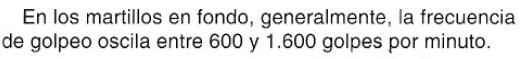 En los martillos en fondo, generalmente, la frecuencia
de golpeo oscila entre 600 y 1.600 golpes por minuto.